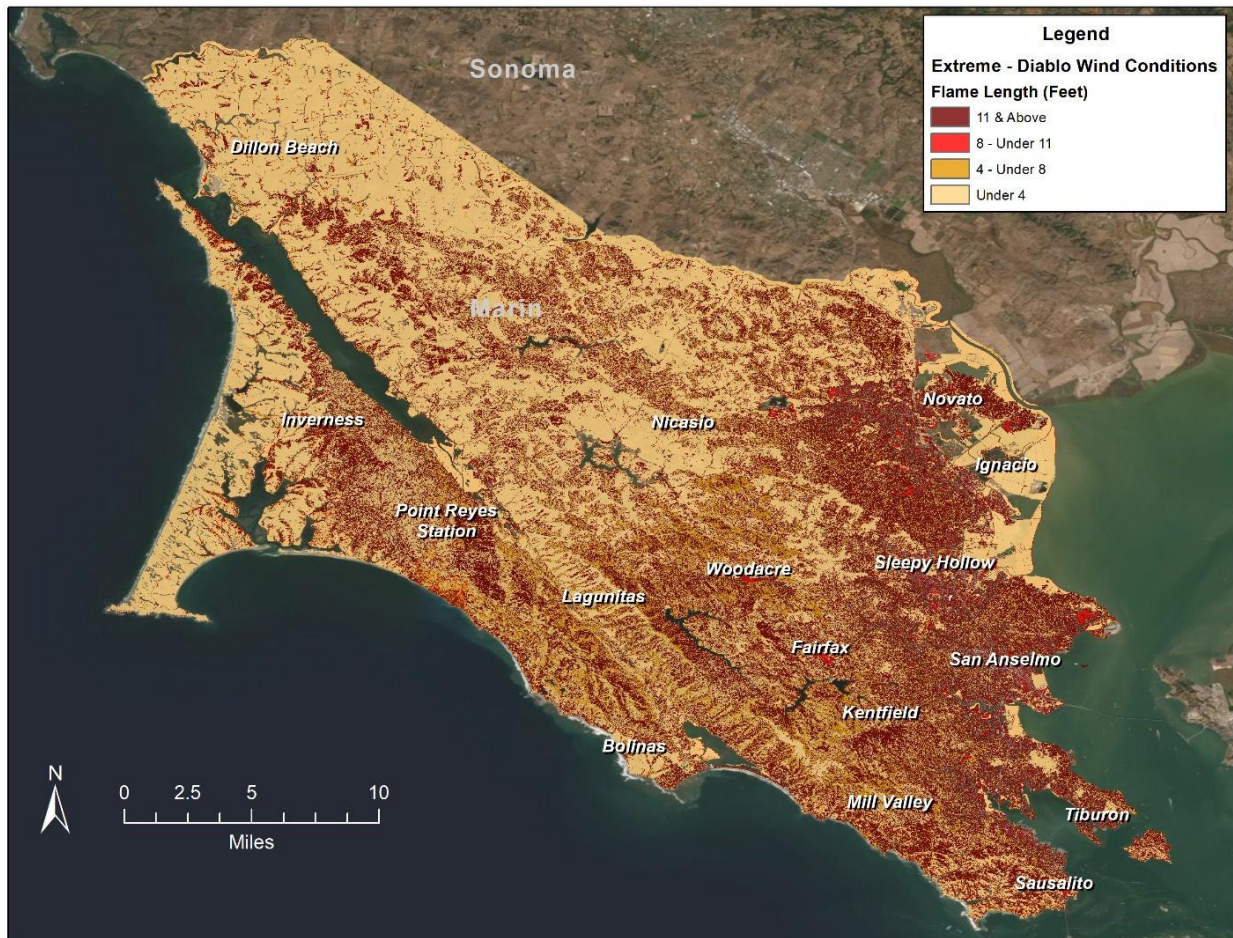 Legend
Extreme - Diablo Wind Conditions
Flame Length (Feet)
11 & Above
8 - Under 11
4 - Under 8
Under 4
Sonoma
Dillon Beach
Marin
Inverness
Nicasio
Novato
Ignacio
Point Reyes
Station
Woodacre
Sleepy Hollow
Lagunitas
Fairfax
San Anselmo
Kentfield
Bolinas
Mill Valley
Tiburon
Sausalito
N
0 2.5 5 10
Miles